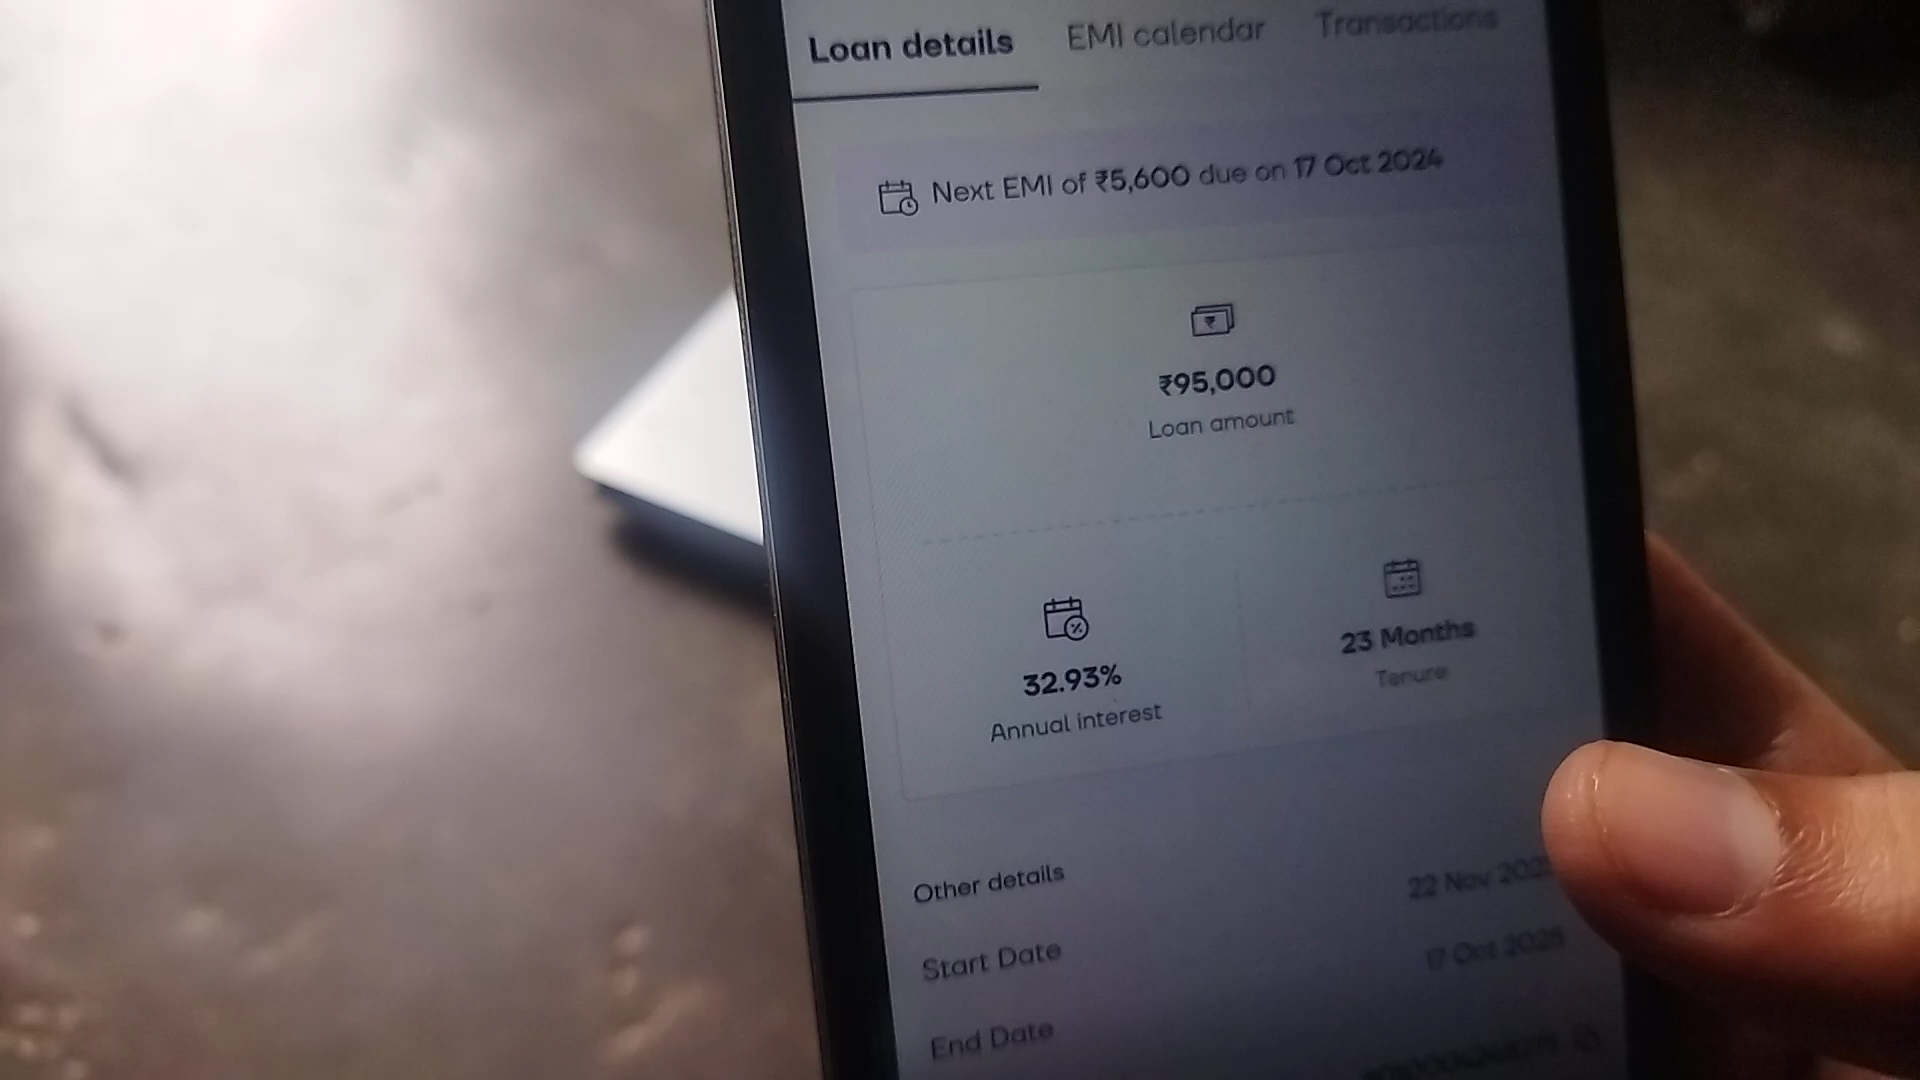 Loan details EMI calendar Transactions
Next EMI of ₹5,600 due on 17 Oct 2024
₹95,000
Loan amount
32.93%
Annual interest
23 Months
Tenure
Other details
22 Nov
Start Date
17 Oct 2025
End Date